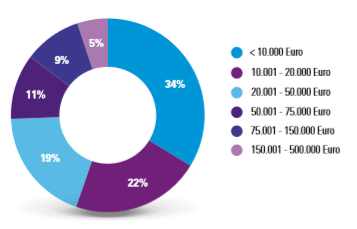 5%
9%
34%
11%
19%
22%
< 10.000 Euro
10.001 - 20.000 Euro
20.001 - 50.000 Euro
50.001 - 75.000 Euro
75.001 - 150.000 Euro
150.001 - 500.000 Euro